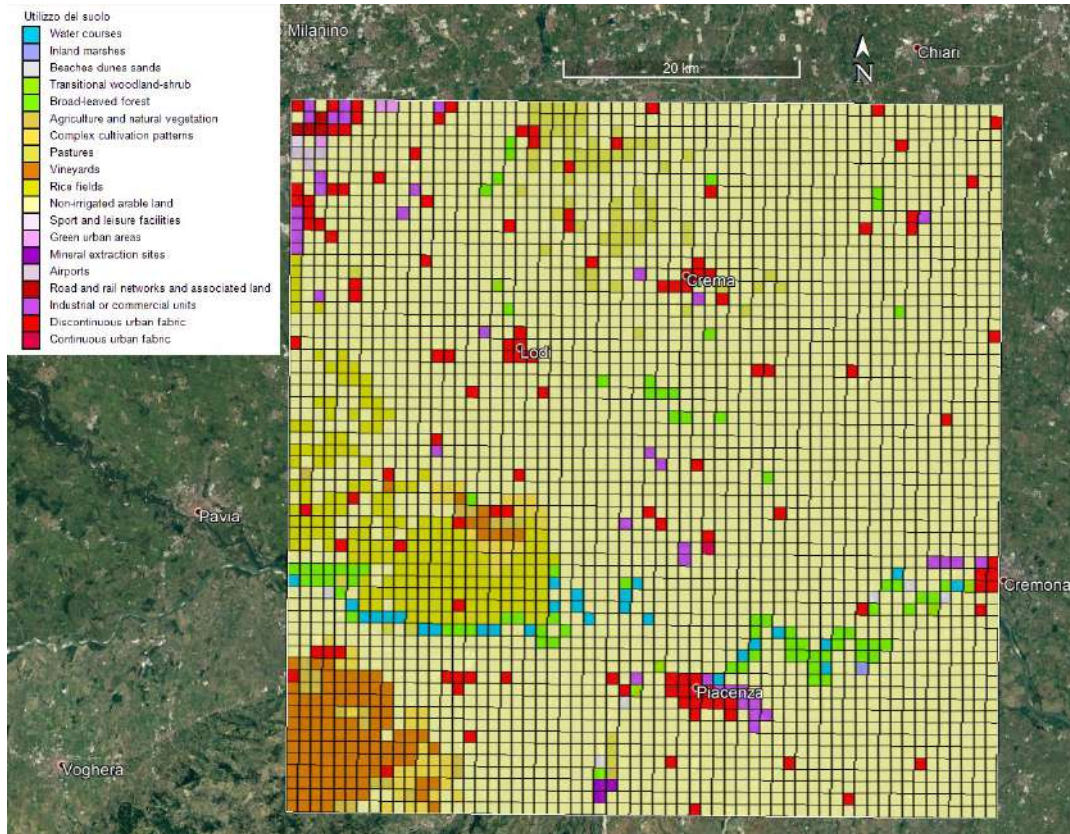 Utilizzo del suolo
Water courses
Inland marshes
Beaches dunes sands
Transitional woodland-shrub
Broad-leaved forest
Agriculture and natural vegetation
Complex cultivation patterns
Pastures
Vineyards
Rice fields
Non-irrigated arable land
Sport and leisure facilities
Green urban areas
Mineral extraction sites
Airports
Road and rail networks and associated land
Industrial or commercial units
Discontinuous urban fabric
Continuous urban fabric
Milanino
Chiari
20 km
N
Crema
Lodi
Pavia
Cremona
Piacenza
Voghera